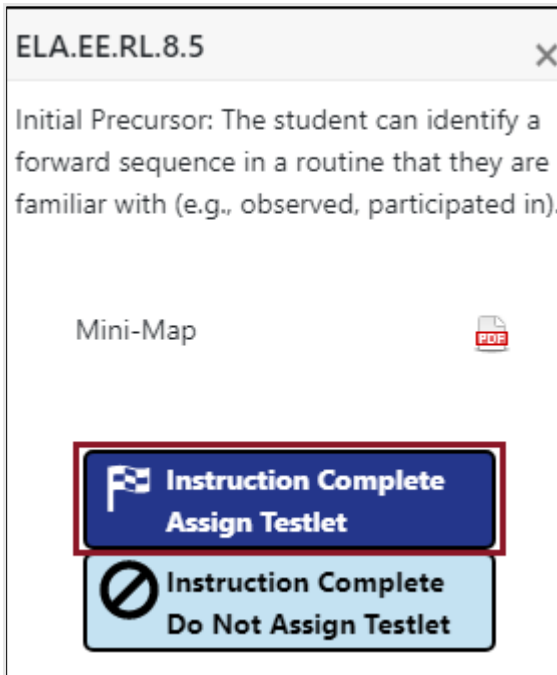 ELA.EE.RL.8.5
×
Initial Precursor: The student can identify a
forward sequence in a routine that they are
familiar with (e.g., observed, participated in).
Mini-Map
PDF
Instruction Complete
Assign Testlet
Instruction Complete
Do Not Assign Testlet